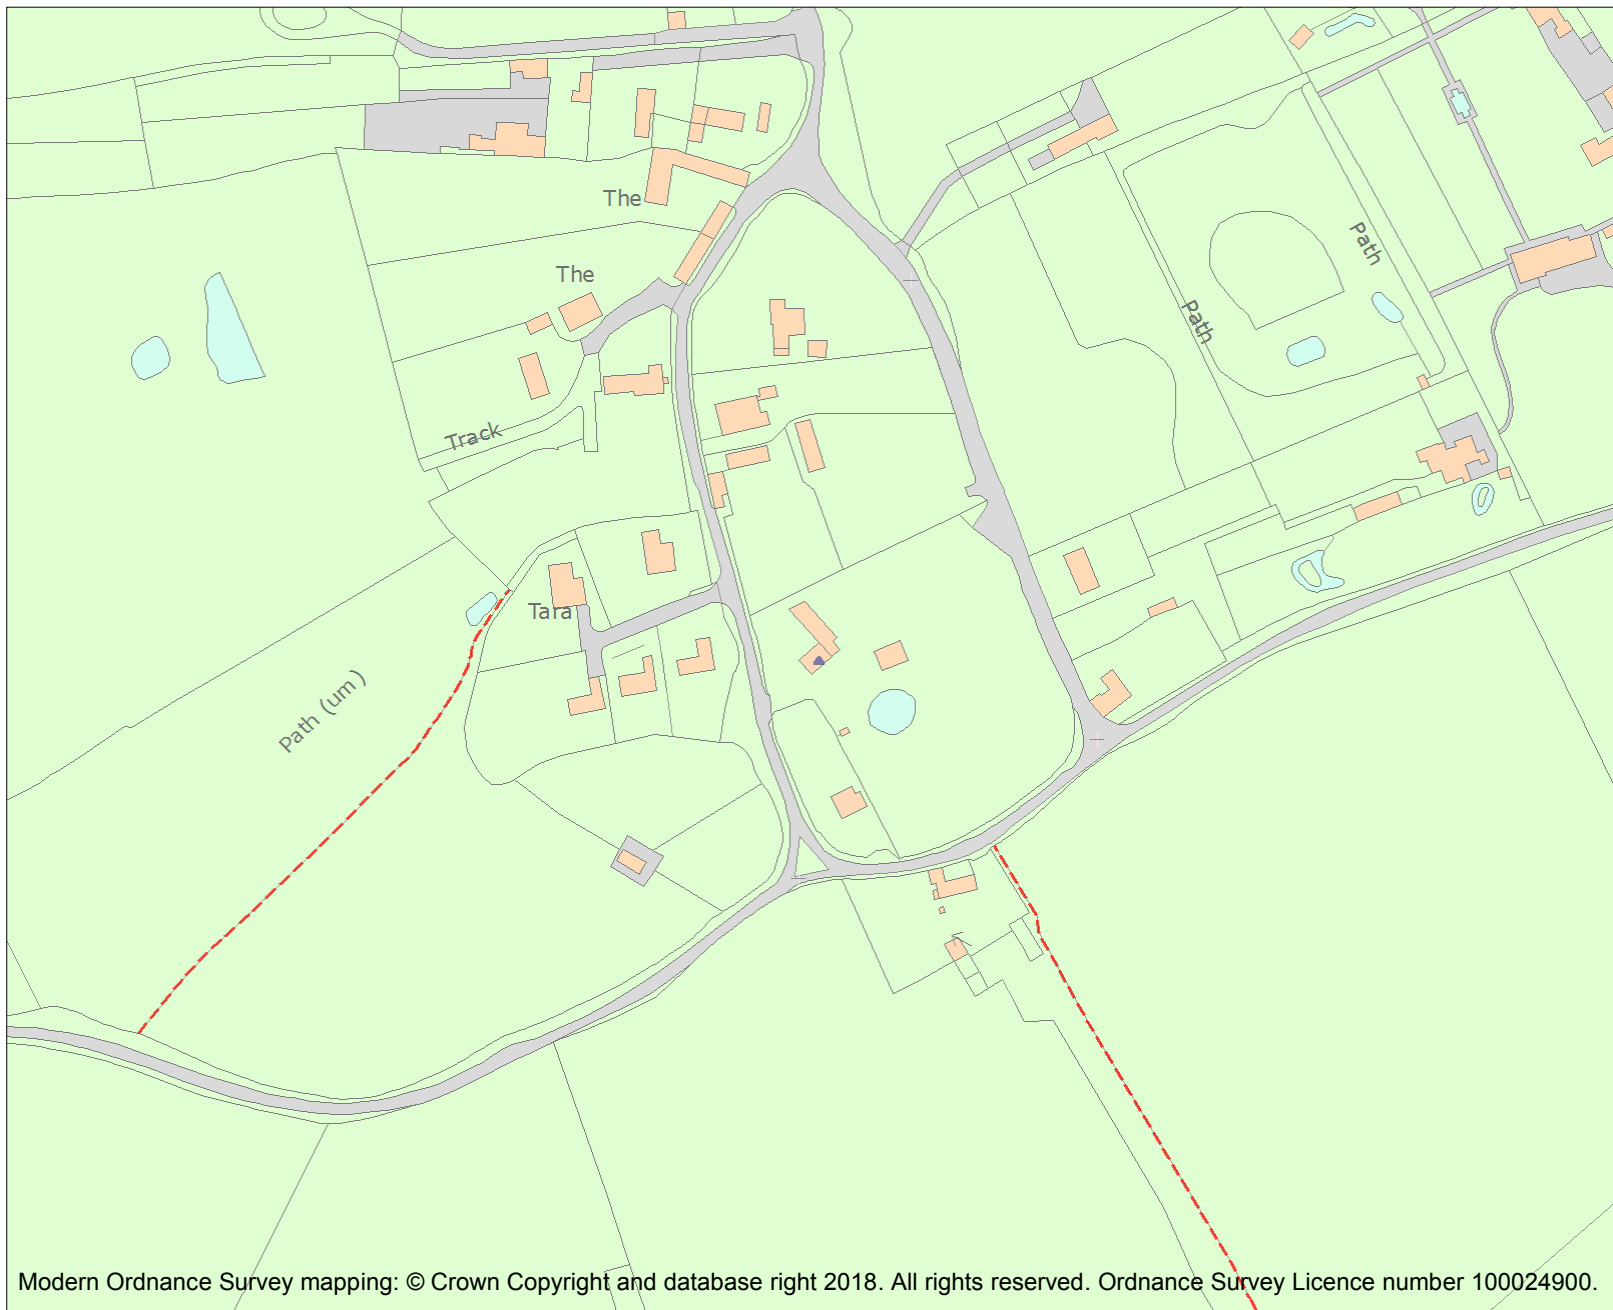 The
Path
The
Path
Track
Tara
Path (um )
Modern Ordnance Survey mapping: © Crown Copyright and database right 2018. All rights reserved. Ordnance Survey Licence number 100024900.